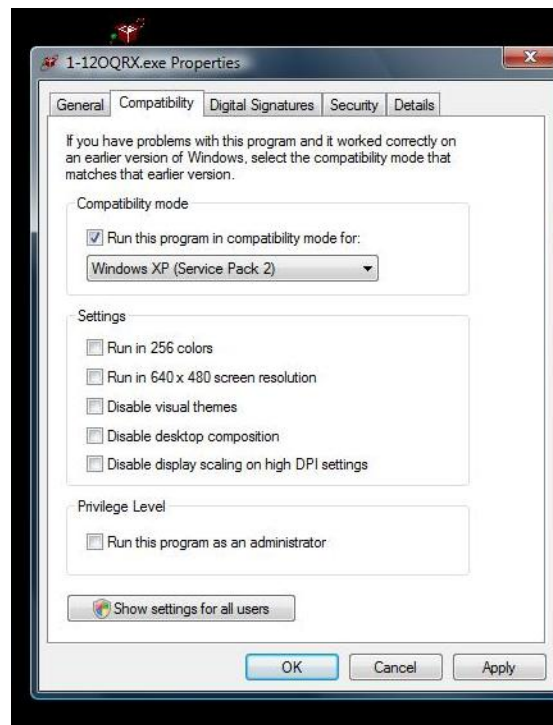 1-12OQRX.exe Properties
General Compatibility Digital Signatures Security Details
If you have problems with this program and it worked correctly on
an earlier version of Windows, select the compatibility mode that
matches that earlier version.
Compatibility mode
Run this program in compatibility mode for:
Windows XP (Service Pack 2)
Settings
Run in 256 colors
Run in 640 x 480 screen resolution
Disable visual themes
Disable desktop composition
Disable display scaling on high DPI settings
Privilege Level
Run this program as an administrator
Show settings for all users
OK Cancel Apply